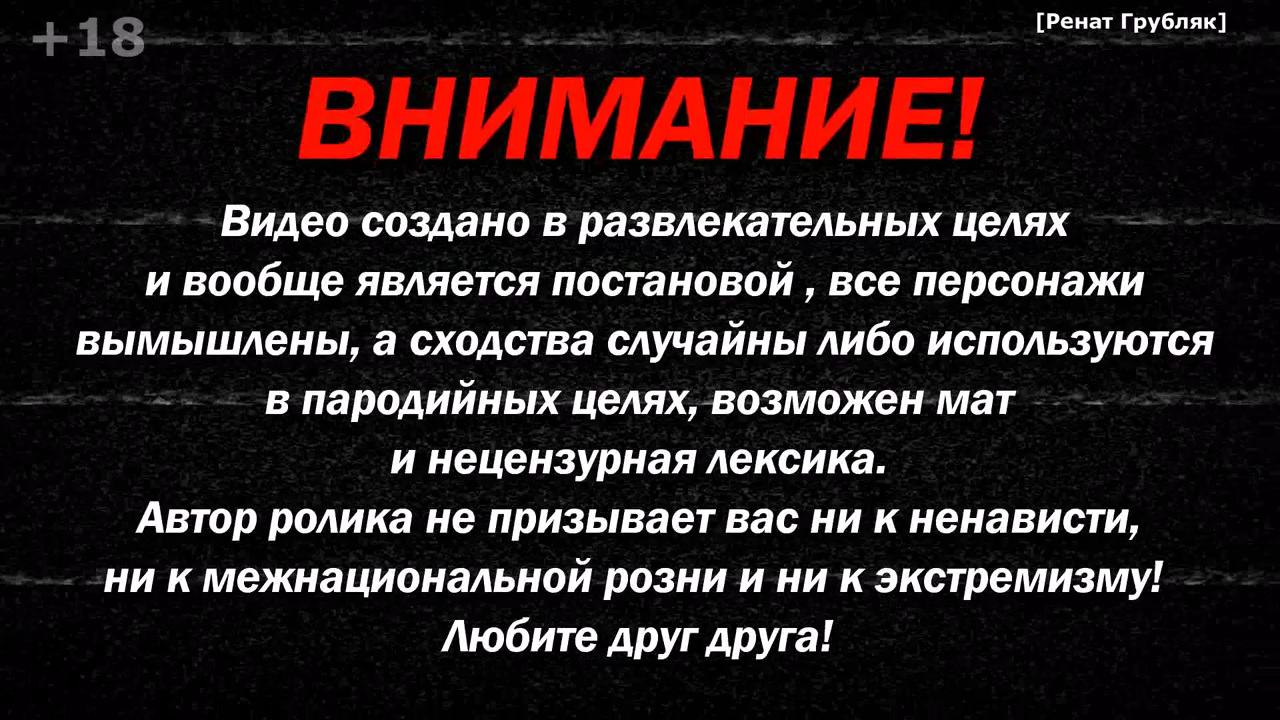 +18
[Ренат Грубляк]
ВНИМАНИЕ!
Видео создано в развлекательных целях
и вообще является постановой , все персонажи
вымышлены, а сходства случайны либо используются
в пародийных целях, возможен мат
и нецензурная лексика.
Автор ролика не призывает вас ни к ненависти,
ни к межнациональной розни и ни к экстремизму!
Любите друг друга!